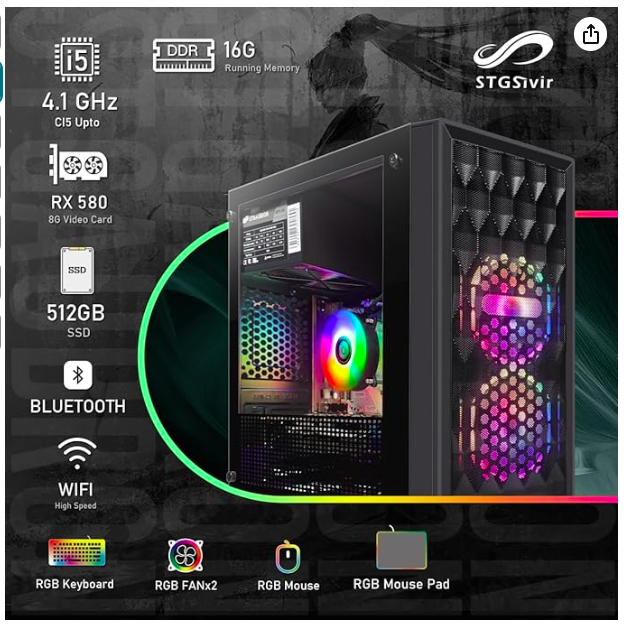 i5
4.1 GHz
CI5 Upto
DDR
16G
Running Memory
STGSivir
RX 580
8G Video Card
SSD
512GB
SSD
BLUETOOTH
WIFI
High Speed
RGB Keyboard
RGB FANx2
RGB Mouse
RGB Mouse Pad